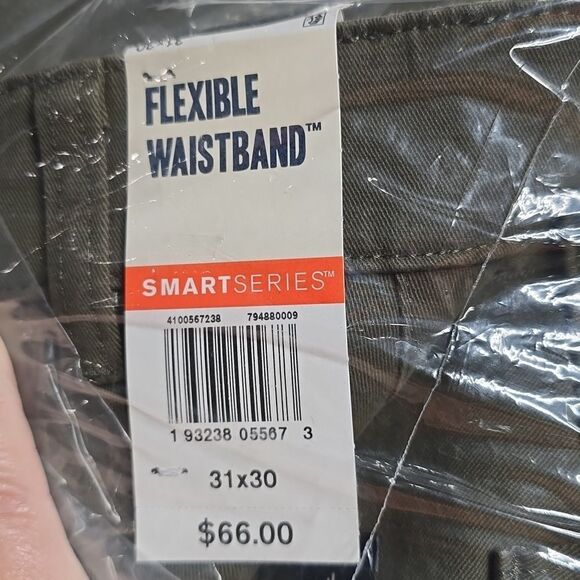 FLEXIBLE
WAISTBAND™
SMARTSERIES™
4100567238 794880009
1 93238 05567 3
31x30
$66.00